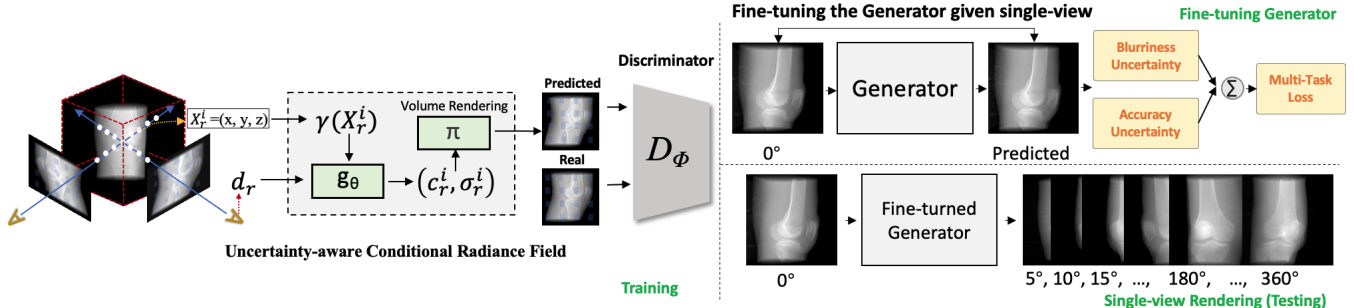 X_r^i =(x, y, z)
d_r
γ(X_r^i)
g_θ
Volume Rendering
π
(c_r^i, σ_r^i)
Uncertainty-aware Conditional Radiance Field
Predicted
Real
Discriminator
D_Φ
Training
Fine-tuning the Generator given single-view
Fine-tuning Generator
0°
Generator
Predicted
Blurriness
Uncertainty
Accuracy
Uncertainty
Σ
Multi-Task
Loss
0°
Fine-turned
Generator
5°, 10°, 15°, ..., 180°, ..., 360°
Single-view Rendering (Testing)